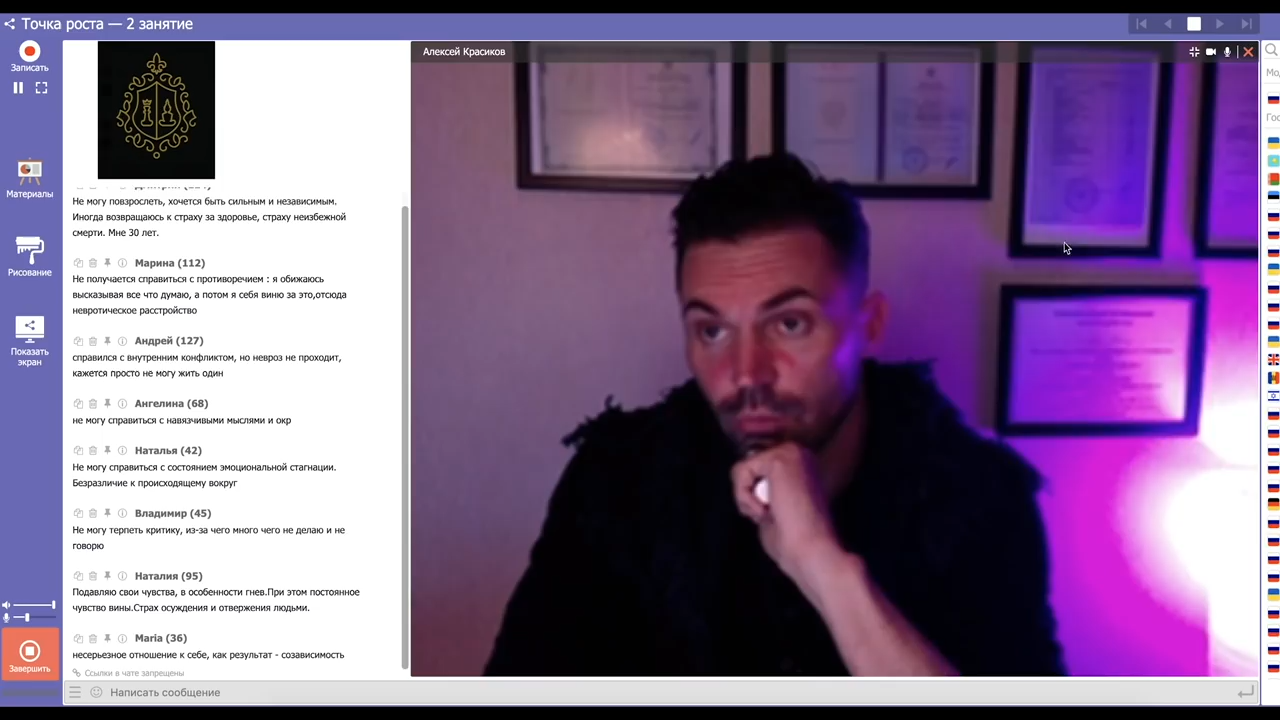 Точка роста — 2 занятие
Записать
Материалы
Рисование
Показать
экран
Завершить
Не могу повзрослеть, хочется быть сильным и независимым.
Иногда возвращаюсь к страху за здоровье, страху неизбежной
смерти. Мне 30 лет.
Марина (112)
Не получается справиться с противоречием : я обижаюсь
высказывая все что думаю, а потом я себя виню за это,отсюда
невротическое расстройство
Андрей (127)
справился с внутренним конфликтом, но невроз не проходит,
кажется просто не могу жить один
Ангелина (68)
не могу справиться с навязчивыми мыслями и окр
Наталья (42)
Не могу справиться с состоянием эмоциональной стагнации.
Безразличие к происходящему вокруг
Владимир (45)
Не могу терпеть критику, из-за чего много чего не делаю и не
говорю
Наталия (95)
Подавляю свои чувства, в особенности гнев.При этом постоянное
чувство вины.Страх осуждения и отвержения людьми.
Maria (36)
несерьезное отношение к себе, как результат - созависимость
Ссылки в чате запрещены
Написать сообщение
Алексей Красиков